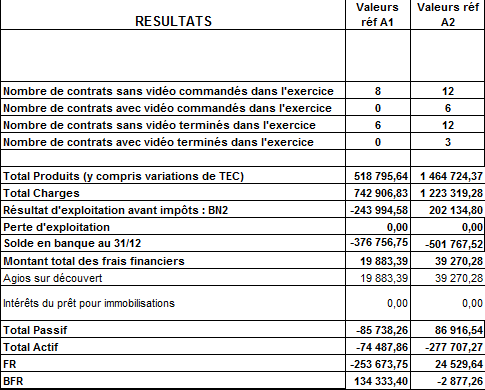 RESULTATS Valeurs réf A1 Valeurs réf A2
Nombre de contrats sans vidéo commandés dans l'exercice 8 12
Nombre de contrats avec vidéo commandés dans l'exercice 0 6
Nombre de contrats sans vidéo terminés dans l'exercice 6 12
Nombre de contrats avec vidéo terminés dans l'exercice 0 3
Total Produits (y compris variations de TEC) 518 795,64 1 464 724,37
Total Charges 742 906,83 1 223 319,28
Résultat d'exploitation avant impôts : BN2 -243 994,58 202 134,80
Perte d'exploitation 0,00 0,00
Solde en banque au 31/12 -376 756,75 -501 767,52
Montant total des frais financiers 19 883,39 39 270,28
Agios sur découvert 19 883,39 39 270,28
Intérêts du prêt pour immobilisations 0,00 0,00
Total Passif -85 738,26 86 916,54
Total Actif -74 487,86 -277 707,27
FR -253 673,75 24 529,64
BFR 134 333,40 -2 877,26